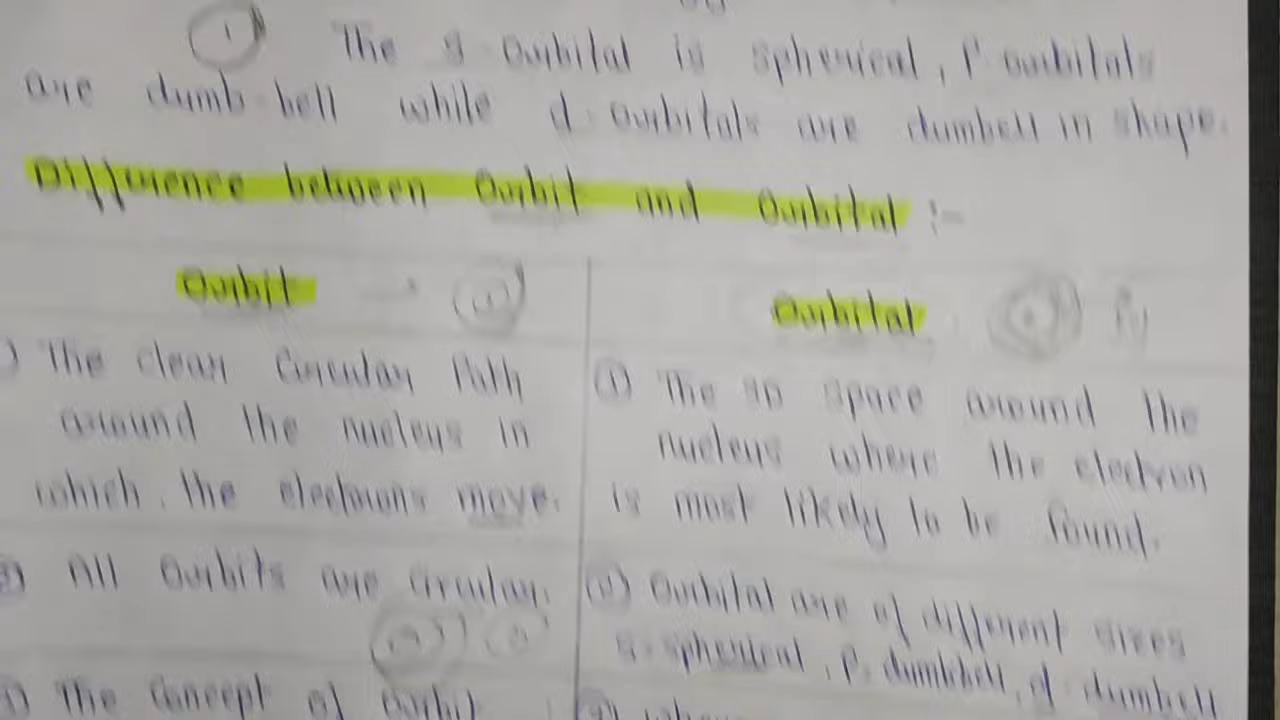 The s-orbital is spherical, P-orbitals
are dumb-bell while d-orbitals are dumbell in shape.
Difference between Orbit and Orbital :-
Orbit
The clear Circular Path
around the nucleus in
which the electrons move.
All Orbits are Circular.
The Concept of Orbit
Orbital
① The 3D space around the
nucleus where the electron
is most likely to be found.
② Orbital are of different sizes
s-spherical, P-dumbbell, d-dumbell